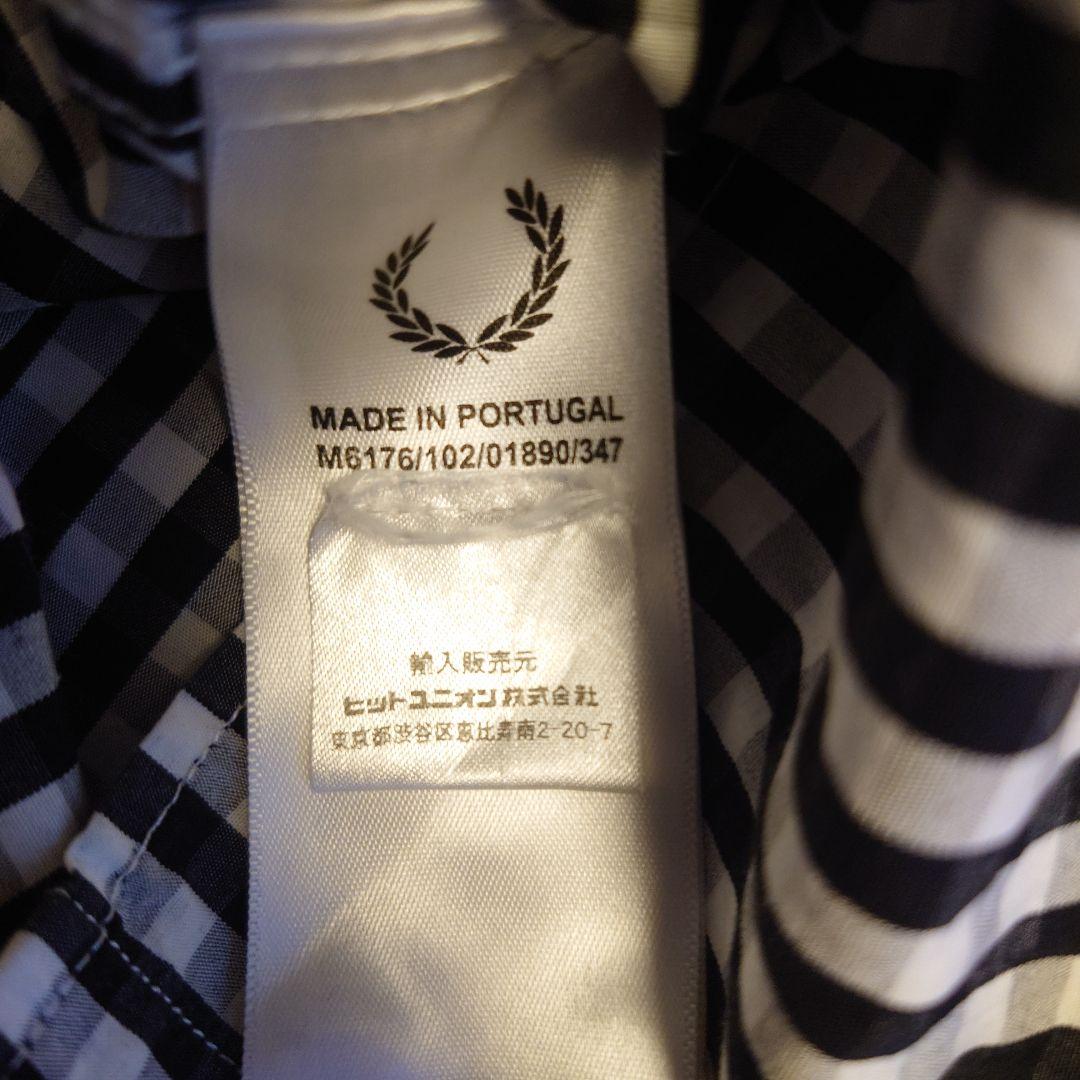 MADE IN PORTUGAL
M6176/102/01890/347
輸入販売元
ヒットユニオン株式会社
東京都渋谷区恵比寿南2-20-7